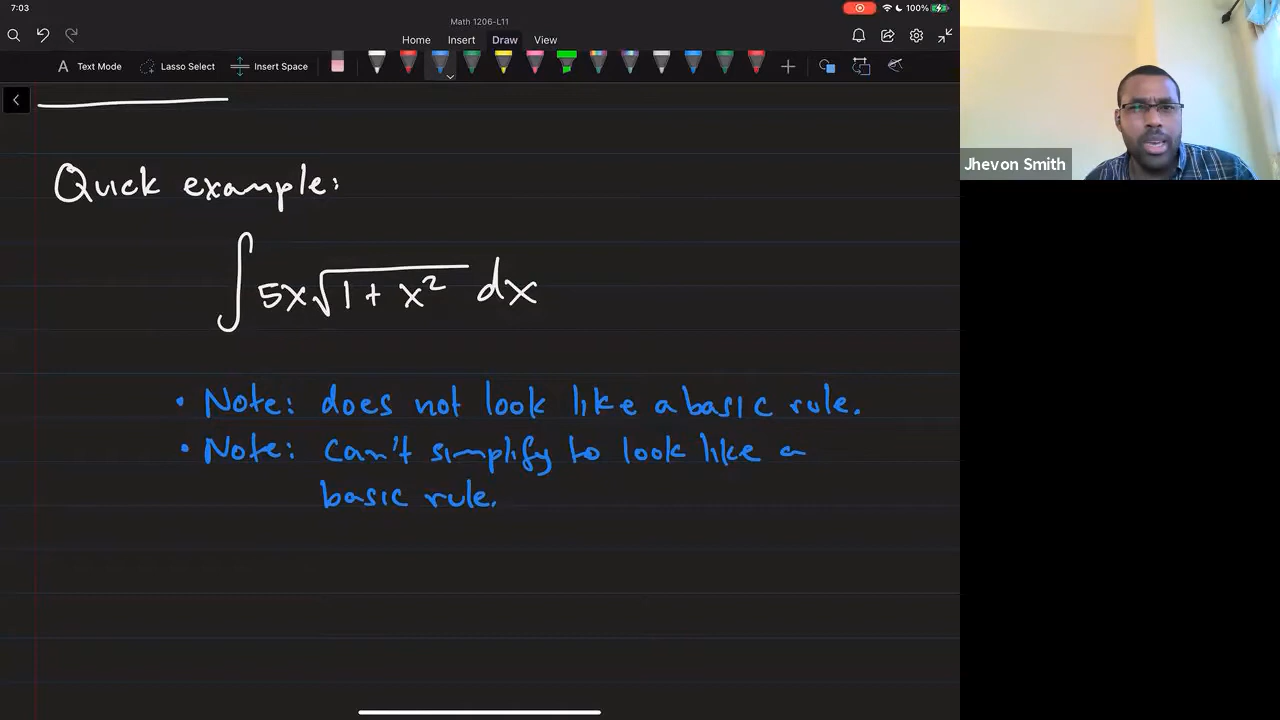 7:03
100%
Math 1206-L11
Home Insert Draw View
Text Mode Lasso Select Insert Space
Jhevon Smith
Quick example:
∫ 5x√(1 + x²) dx
• Note: does not look like a basic rule.
• Note: can't simplify to look like a
basic rule.